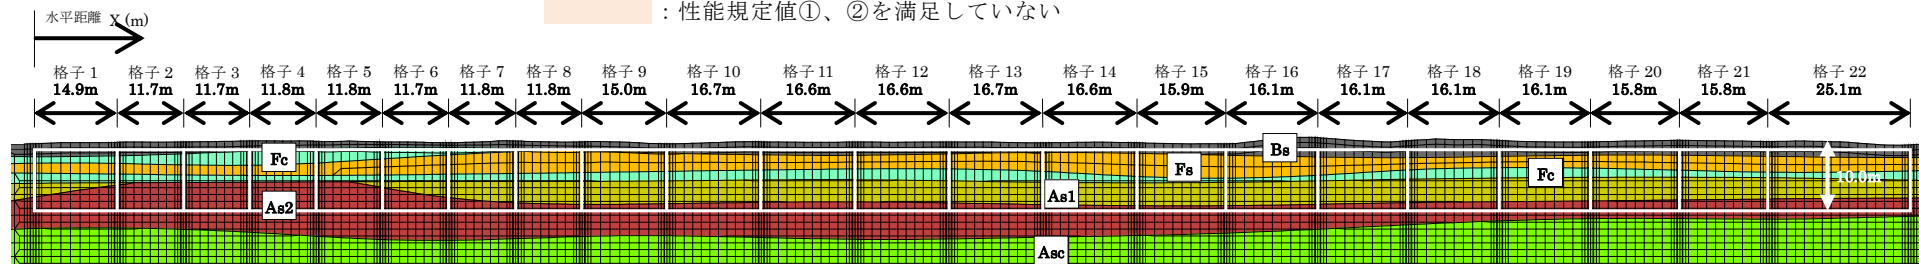 ：性能規定値①、②を満足していない
水平距離 X (m)
格子 1 格子 2 格子 3 格子 4 格子 5 格子 6 格子 7 格子 8 格子 9 格子 10 格子 11 格子 12 格子 13 格子 14 格子 15 格子 16 格子 17 格子 18 格子 19 格子 20 格子 21 格子 22
14.9m 11.7m 11.7m 11.8m 11.8m 11.7m 11.8m 11.8m 15.0m 16.7m 16.6m 16.6m 16.7m 16.6m 15.9m 16.1m 16.1m 16.1m 16.1m 15.8m 15.8m 25.1m
Bs
Fc
Fs
Fc
10.0m
As1
As2
Asc